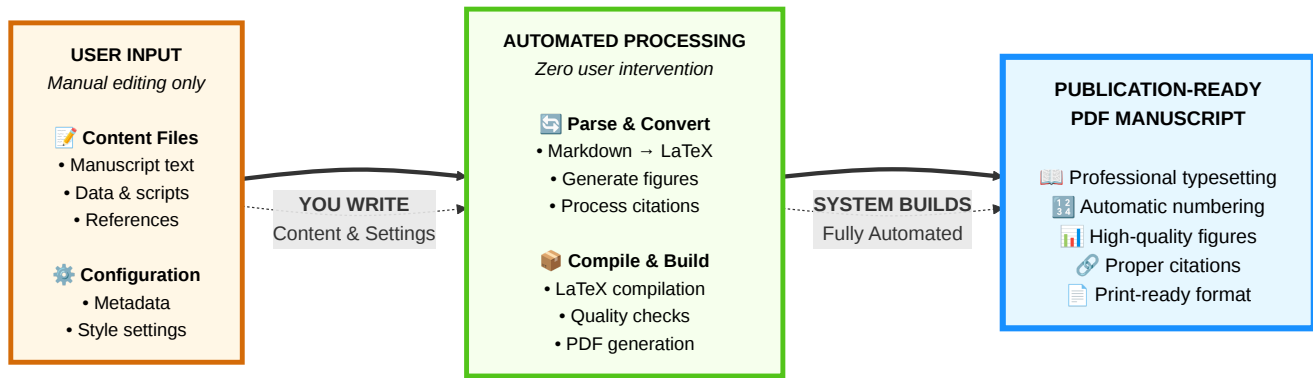 USER INPUT
Manual editing only
📝 Content Files
• Manuscript text
• Data & scripts
• References
⚙️ Configuration
• Metadata
• Style settings
YOU WRITE
Content & Settings
AUTOMATED PROCESSING
Zero user intervention
🔄 Parse & Convert
• Markdown → LaTeX
• Generate figures
• Process citations
📦 Compile & Build
• LaTeX compilation
• Quality checks
• PDF generation
SYSTEM BUILDS
Fully Automated
PUBLICATION-READY
PDF MANUSCRIPT
📖 Professional typesetting
🔢 Automatic numbering
📊 High-quality figures
🔗 Proper citations
📄 Print-ready format